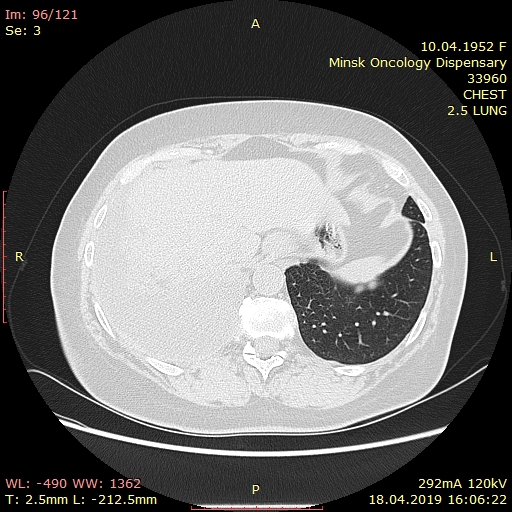 Im: 96/121
Se: 3
A
10.04.1952 F
Minsk Oncology Dispensary
33960
CHEST
2.5 LUNG
R
L
WL: -490 WW: 1362
T: 2.5mm L: -212.5mm
P
292mA 120kV
18.04.2019 16:06:22